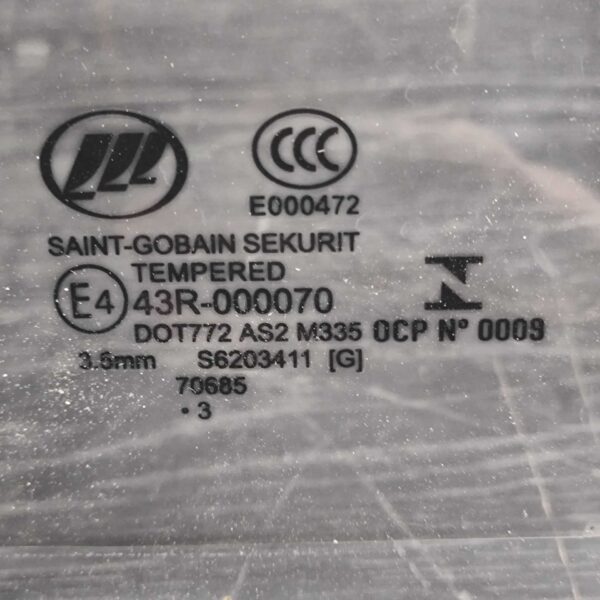 CCC
E000472
SAINT-GOBAIN SEKURIT
TEMPERED
E4 43R-000070
DOT772 AS2 M335 OCP Nº 0009
3.6mm S6203411 [G]
70685
· 3